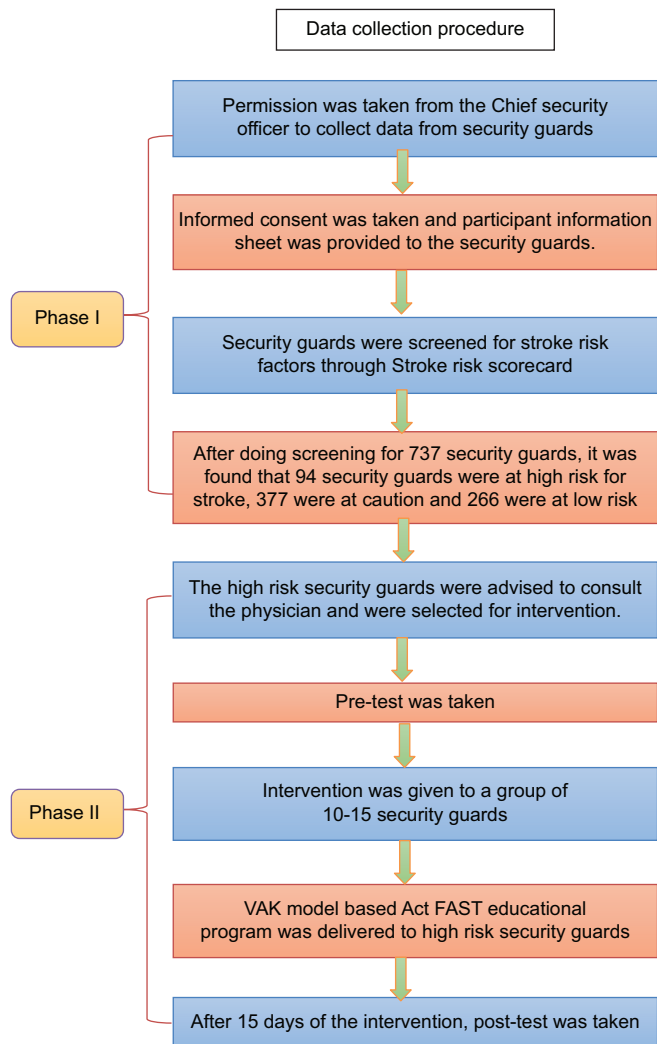 Data collection procedure
Permission was taken from the Chief security
officer to collect data from security guards
Informed consent was taken and participant information
sheet was provided to the security guards.
Phase I
Security guards were screened for stroke risk
factors through Stroke risk scorecard
After doing screening for 737 security guards, it was
found that 94 security guards were at high risk for
stroke, 377 were at caution and 266 were at low risk
The high risk security guards were advised to consult
the physician and were selected for intervention.
Pre-test was taken
Phase II
Intervention was given to a group of
10-15 security guards
VAK model based Act FAST educational
program was delivered to high risk security guards
After 15 days of the intervention, post-test was taken